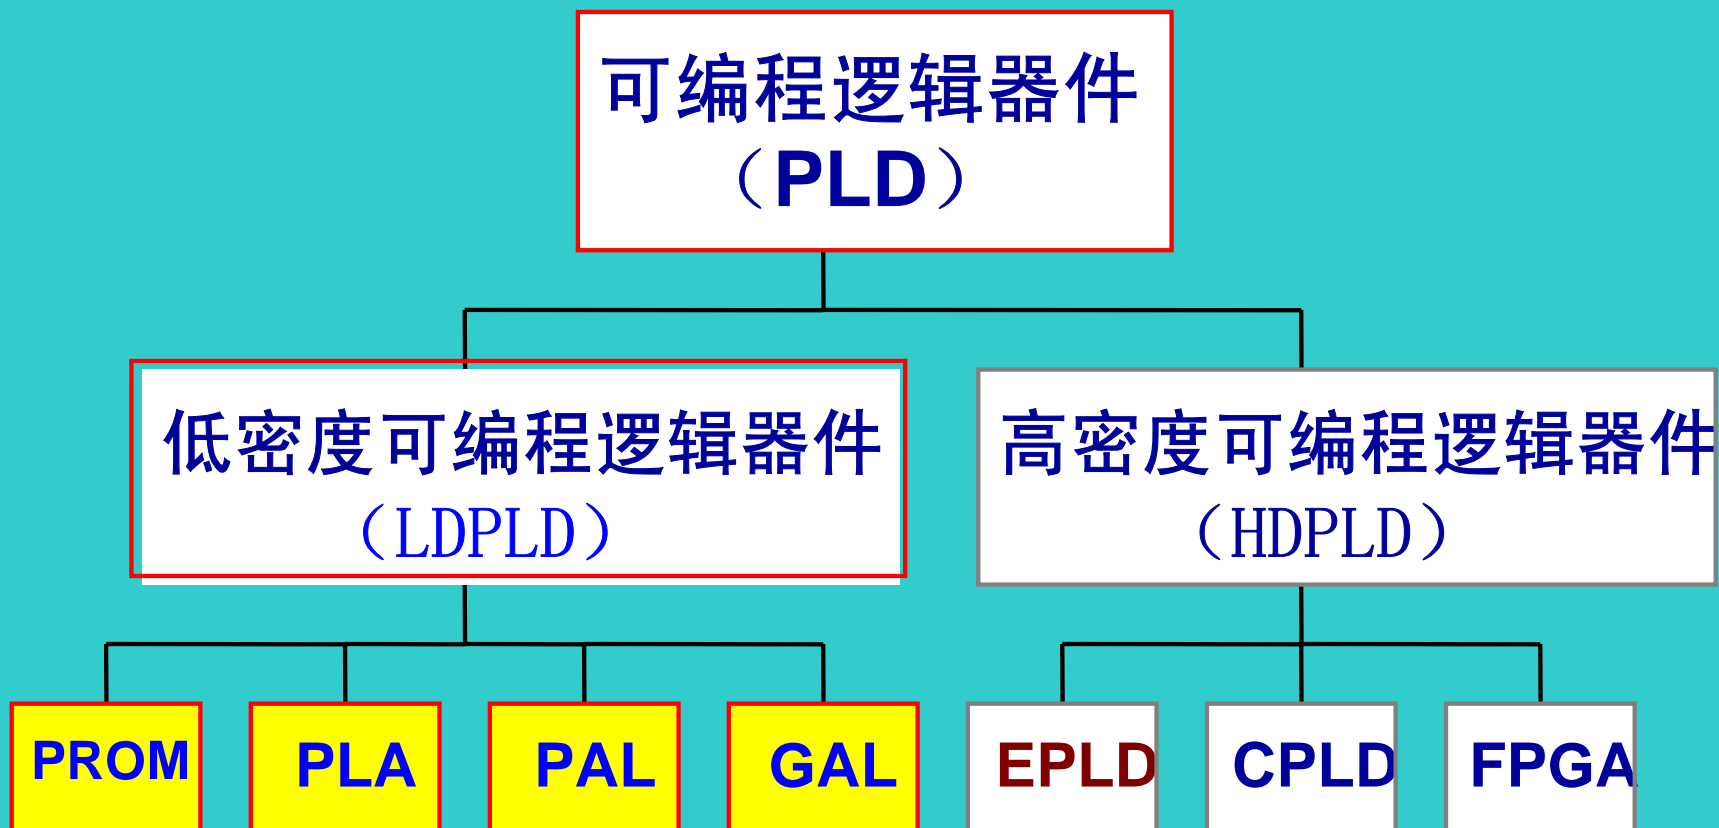 可编程逻辑器件
（PLD）
低密度可编程逻辑器件
（LDPLD）
高密度可编程逻辑器件
（HDPLD）
PROM
PLA
PAL
GAL
EPLD
CPLD
FPGA